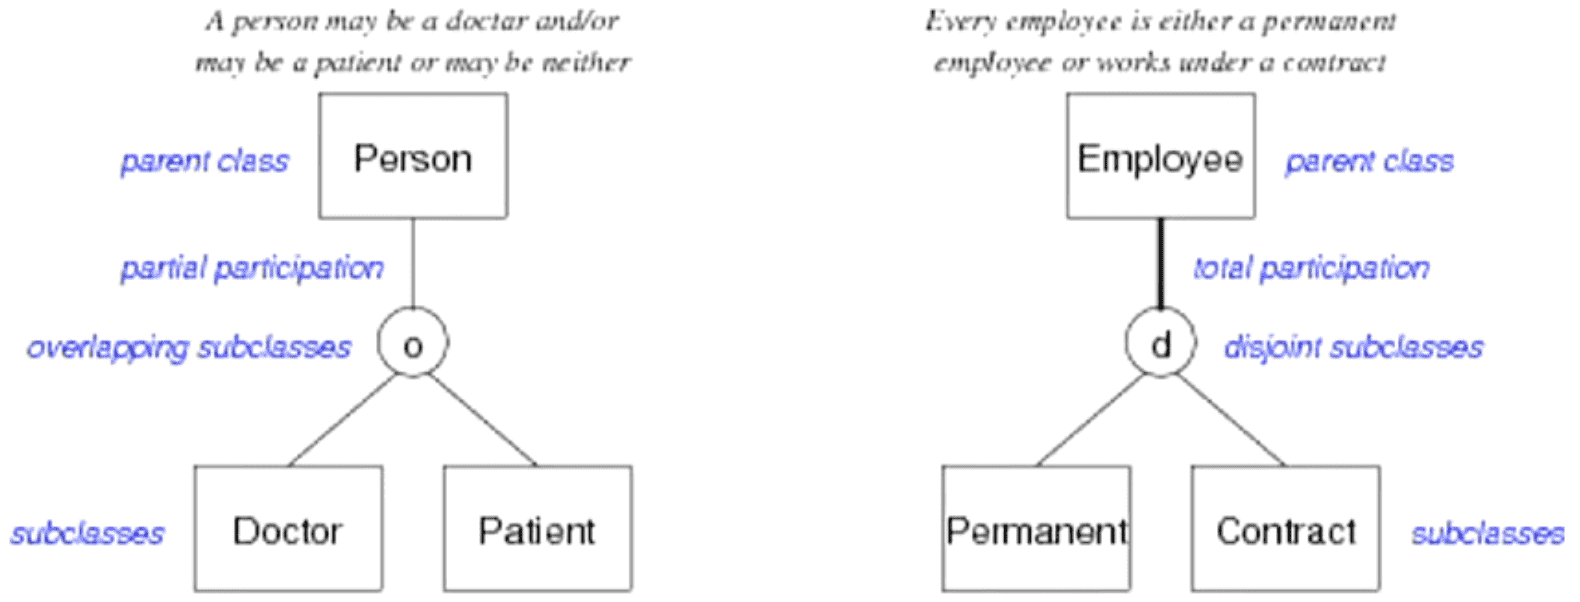 A person may be a doctar and/or
may be a patient or may be neither
Person
parent class
partial participation
overlapping subclasses
o
subclasses
Doctor
Patient
Every employee is either a permanent
employee or works under a contract
Employee
parent class
total participation
d
disjoint subclasses
Permanent
Contract
subclasses